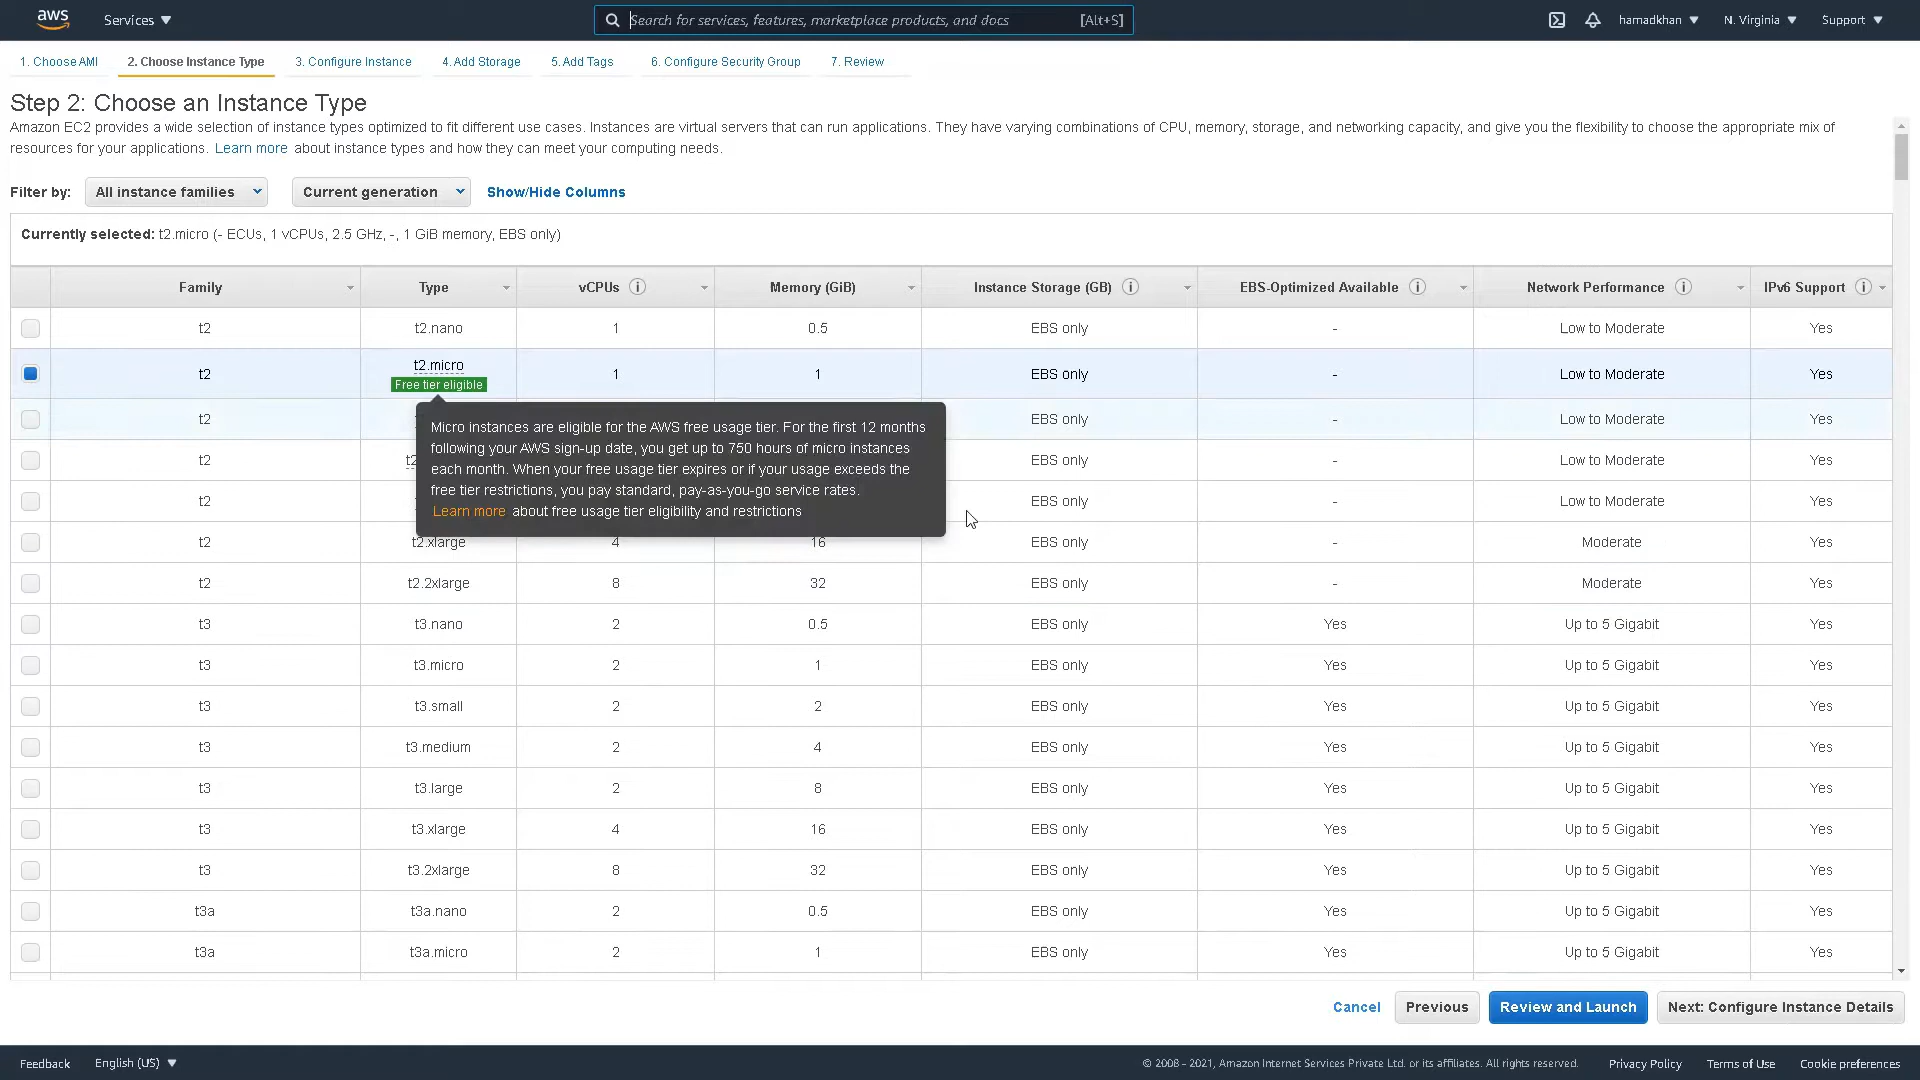 aws Services Search for services, features, marketplace products, and docs [Alt+S] hamadkhan N. Virginia Support
1. Choose AMI 2. Choose Instance Type 3. Configure Instance 4. Add Storage 5. Add Tags 6. Configure Security Group 7. Review
Step 2: Choose an Instance Type
Amazon EC2 provides a wide selection of instance types optimized to fit different use cases. Instances are virtual servers that can run applications. They have varying combinations of CPU, memory, storage, and networking capacity, and give you the flexibility to choose the appropriate mix of
resources for your applications. Learn more about instance types and how they can meet your computing needs.
Filter by: All instance families Current generation Show/Hide Columns
Currently selected: t2.micro (- ECUs, 1 vCPUs, 2.5 GHz, -, 1 GiB memory, EBS only)
Family Type vCPUs Memory (GiB) Instance Storage (GB) EBS-Optimized Available Network Performance IPv6 Support
t2 t2.nano 1 0.5 EBS only - Low to Moderate Yes
t2 t2.micro 1 1 EBS only - Low to Moderate Yes
Free tier eligible
t2 EBS only - Low to Moderate Yes
t2 EBS only - Low to Moderate Yes
t2 EBS only - Low to Moderate Yes
Micro instances are eligible for the AWS free usage tier. For the first 12 months
following your AWS sign-up date, you get up to 750 hours of micro instances
each month. When your free usage tier expires or if your usage exceeds the
free tier restrictions, you pay standard, pay-as-you-go service rates.
Learn more about free usage tier eligibility and restrictions
t2 t2.xlarge 4 16 EBS only - Moderate Yes
t2 t2.2xlarge 8 32 EBS only - Moderate Yes
t3 t3.nano 2 0.5 EBS only Yes Up to 5 Gigabit Yes
t3 t3.micro 2 1 EBS only Yes Up to 5 Gigabit Yes
t3 t3.small 2 2 EBS only Yes Up to 5 Gigabit Yes
t3 t3.medium 2 4 EBS only Yes Up to 5 Gigabit Yes
t3 t3.large 2 8 EBS only Yes Up to 5 Gigabit Yes
t3 t3.xlarge 4 16 EBS only Yes Up to 5 Gigabit Yes
t3 t3.2xlarge 8 32 EBS only Yes Up to 5 Gigabit Yes
t3a t3a.nano 2 0.5 EBS only Yes Up to 5 Gigabit Yes
t3a t3a.micro 2 1 EBS only Yes Up to 5 Gigabit Yes
Cancel Previous Review and Launch Next: Configure Instance Details
Feedback English (US) © 2008 - 2021, Amazon Internet Services Private Ltd. or its affiliates. All rights reserved. Privacy Policy Terms of Use Cookie preferences